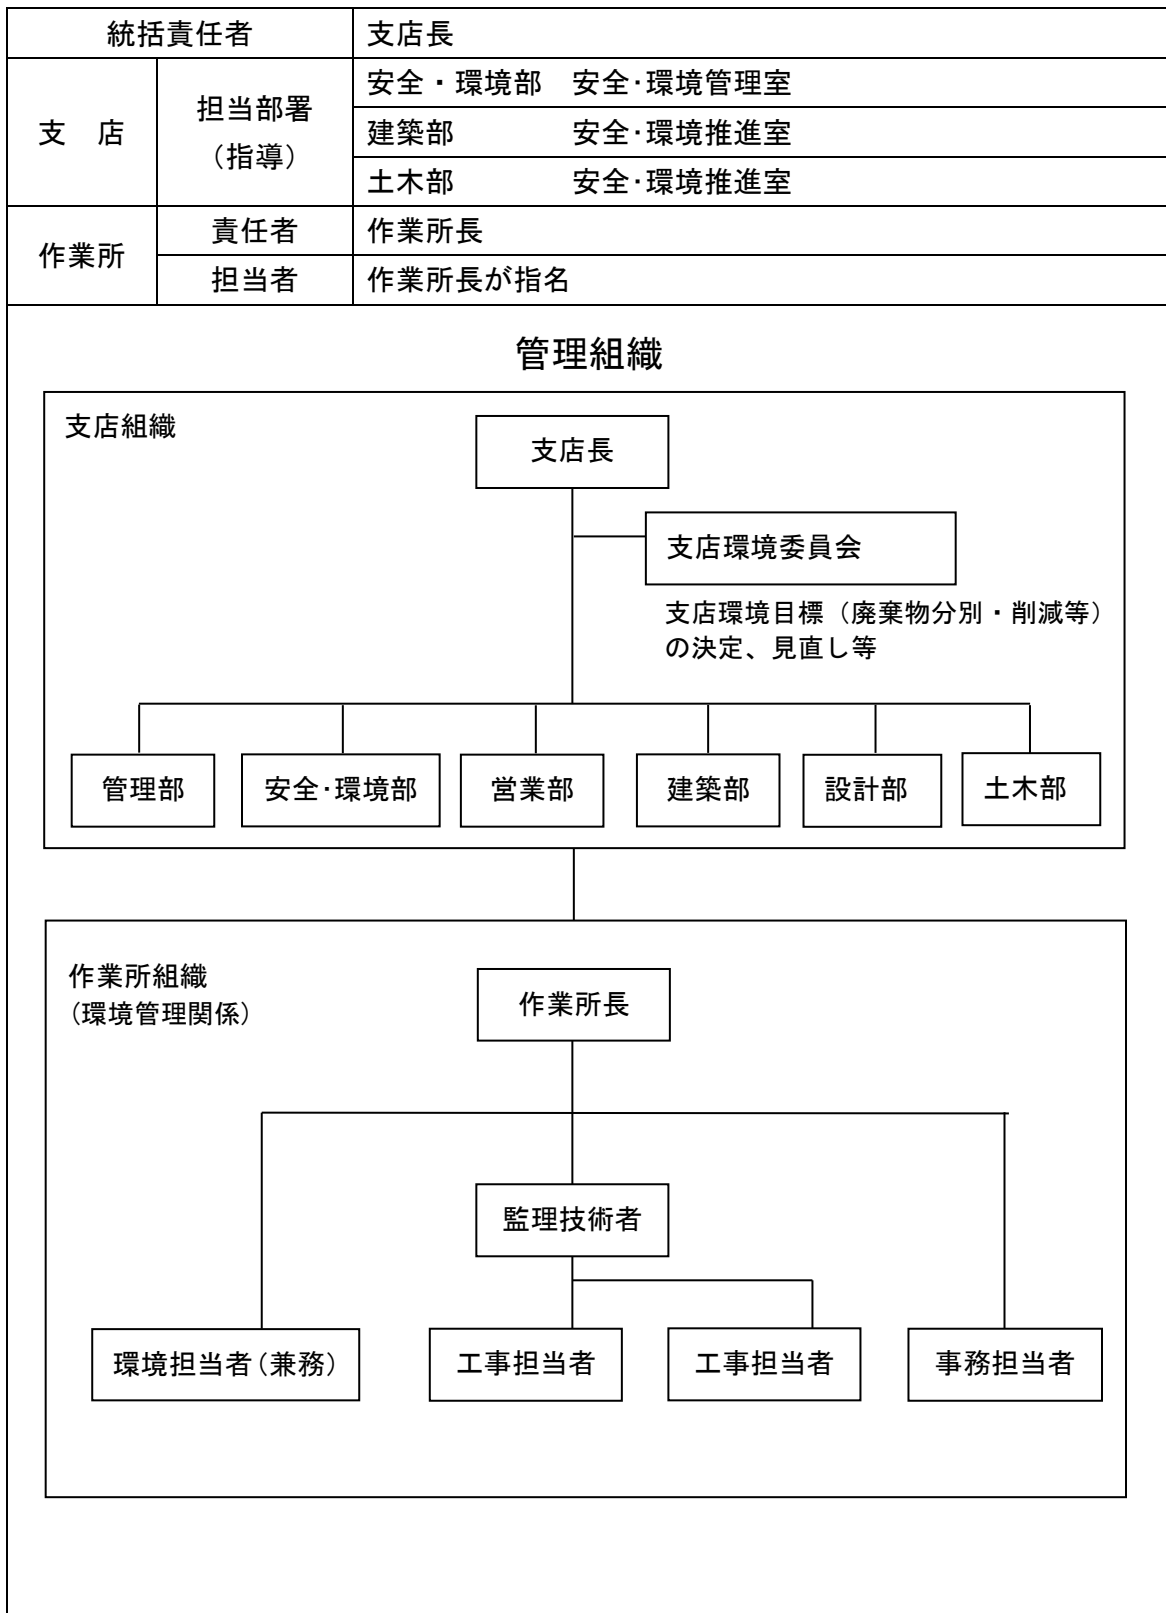 統括責任者 支店長
支　店 担当部署（指導） 安全・環境部　安全･環境管理室
建築部　安全･環境推進室
土木部　安全･環境推進室
作業所 責任者 作業所長
担当者 作業所長が指名
管理組織
支店組織
支店長
支店環境委員会
支店環境目標（廃棄物分別・削減等）
の決定、見直し等
管理部 安全･環境部 営業部 建築部 設計部 土木部
作業所組織
（環境管理関係）
作業所長
監理技術者
環境担当者（兼務） 工事担当者 工事担当者 事務担当者